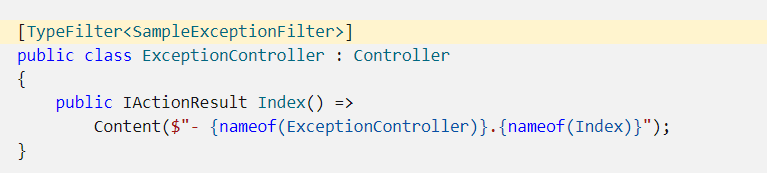 [TypeFilter<SampleExceptionFilter>]
public class ExceptionController : Controller
{
    public IActionResult Index() =>
        Content($"- {nameof(ExceptionController)}.{nameof(Index)}");
}